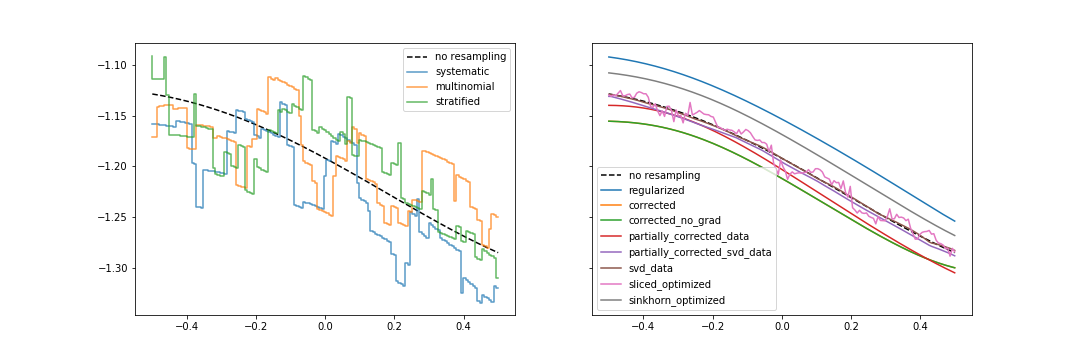 −1.10
−1.15
−1.20
−1.25
−1.30
−0.4
−0.2
0.0
0.2
0.4
no resampling
systematic
multinomial
stratified
−0.4
−0.2
0.0
0.2
0.4
no resampling
regularized
corrected
corrected_no_grad
partially_corrected_data
partially_corrected_svd_data
svd_data
sliced_optimized
sinkhorn_optimized